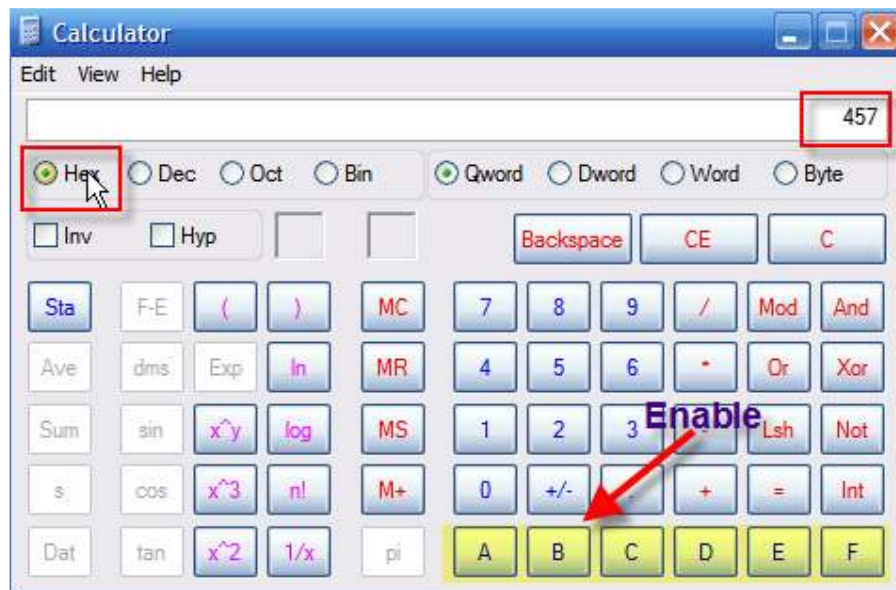 Calculator
Edit View Help
457
Hex Dec Oct Bin Qword Dword Word Byte
Inv Hyp Backspace CE C
Sta F-E ( ) MC 7 8 9 / Mod And
Ave dms Exp ln MR 4 5 6 * Or Xor
Sum sin x^y log MS 1 2 3 - Lsh Not
Enable
s cos x^3 n! M+ 0 +/- . + = Int
Dat tan x^2 1/x pi A B C D E F